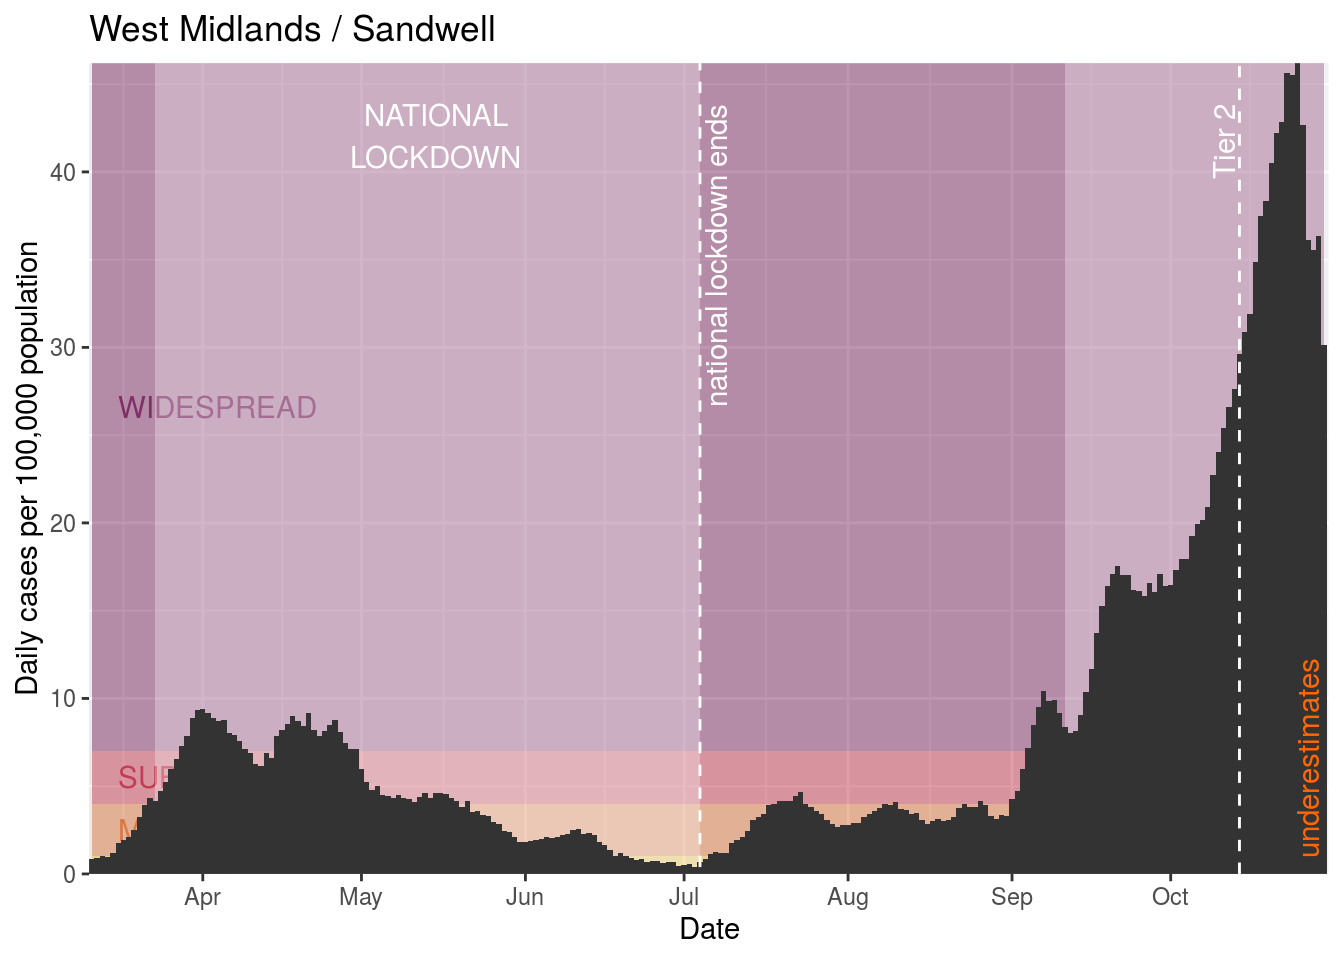 West Midlands / Sandwell
NATIONAL
LOCKDOWN
national lockdown ends
Tier 2
WIDESPREAD
underestimates
Daily cases per 100,000 population
40
30
20
10
0
Apr May Jun Jul Aug Sep Oct
Date